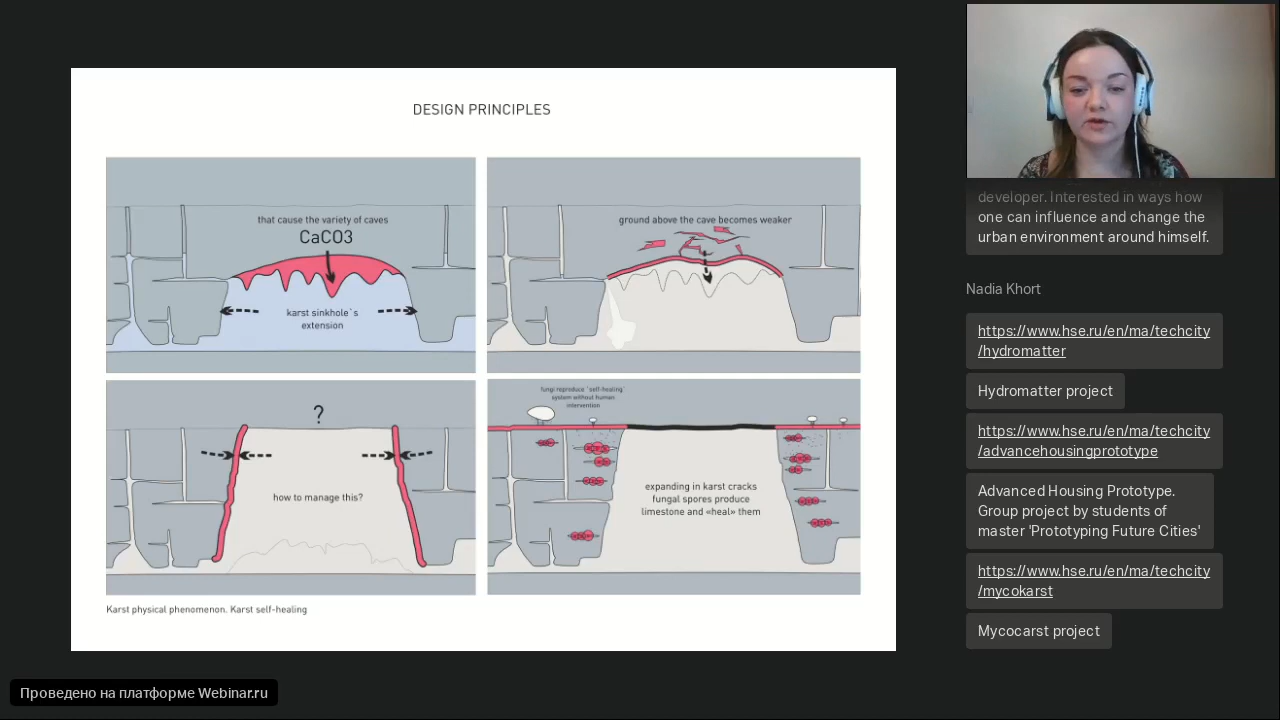 DESIGN PRINCIPLES
that cause the variety of caves
CaCO3
karst sinkhole`s
extension
ground above the cave becomes weaker
?
how to manage this?
fungi reproduce `self-healing`
system without human
intervention
expanding in karst cracks
fungal spores produce
limestone and «heal» them
Karst physical phenomenon. Karst self-healing
developer. Interested in ways how
one can influence and change the
urban environment around himself.
Nadia Khort
https://www.hse.ru/en/ma/techcity
/hydromatter
Hydromatter project
https://www.hse.ru/en/ma/techcity
/advancehousingprototype
Advanced Housing Prototype.
Group project by students of
master 'Prototyping Future Cities'
https://www.hse.ru/en/ma/techcity
/mycokarst
Mycocarst project
Проведено на платформе Webinar.ru